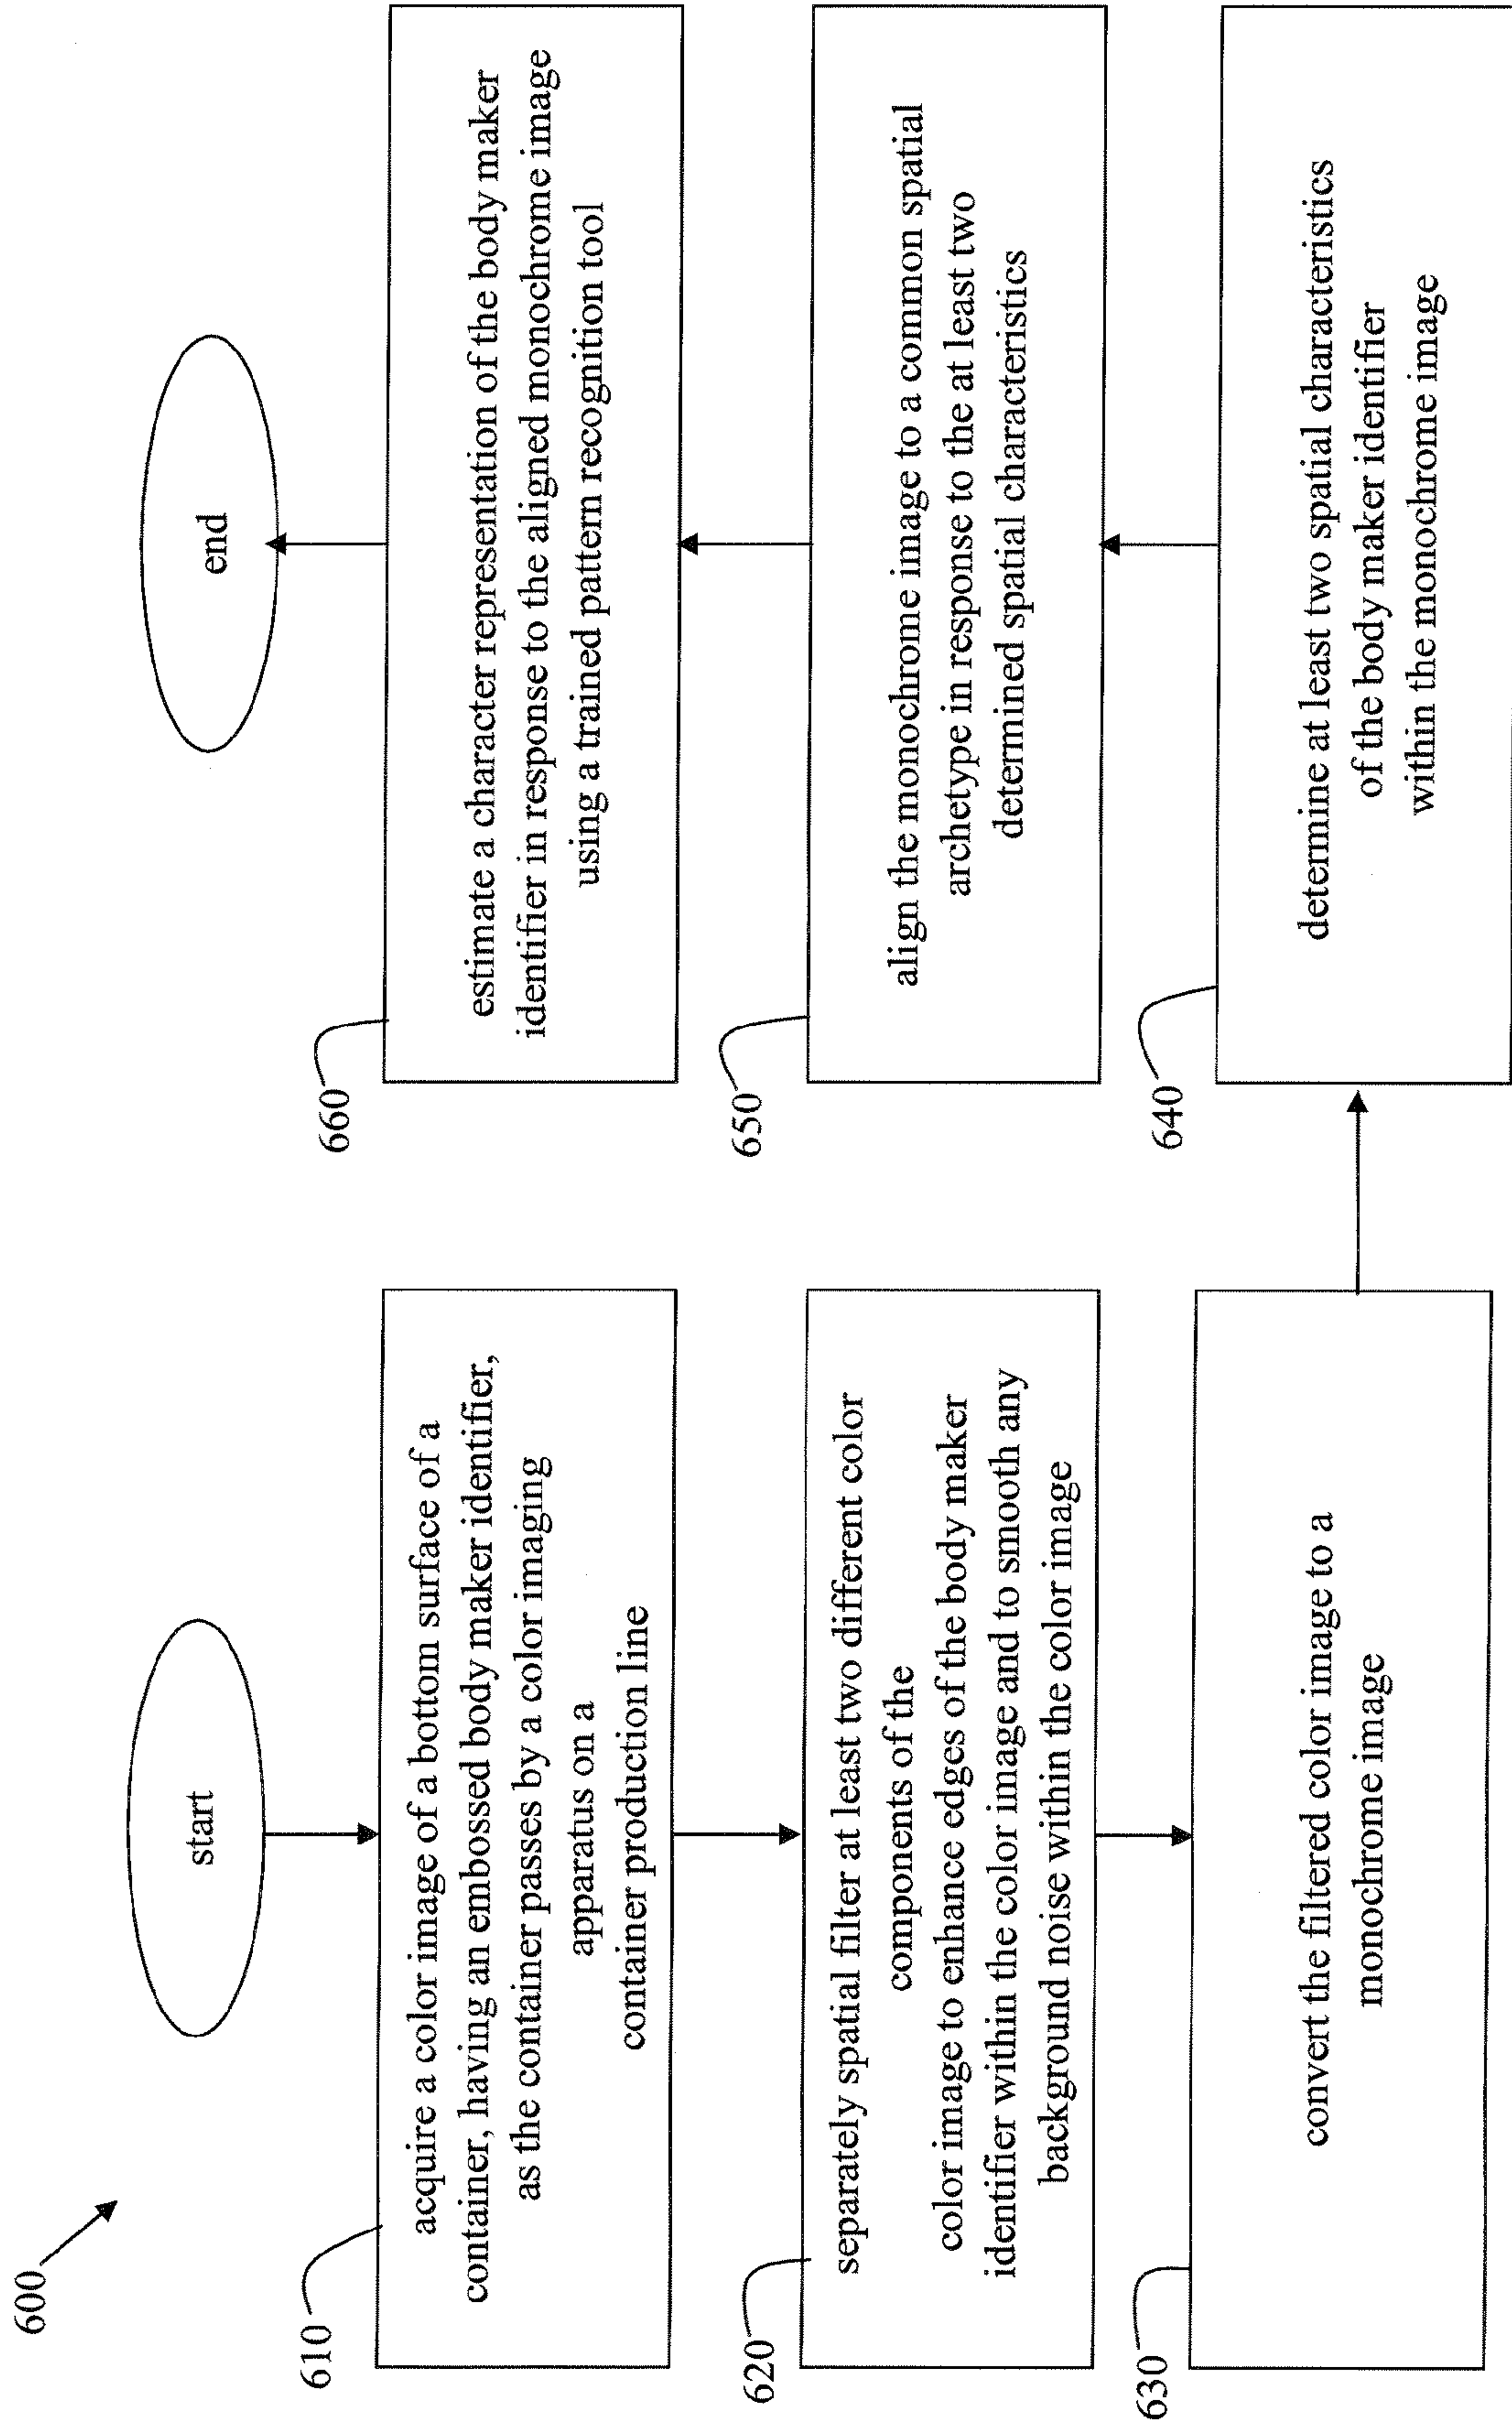 600
start
610
acquire a color image of a bottom surface of a
container, having an embossed body maker identifier,
as the container passes by a color imaging
apparatus on a
container production line
620
separately spatial filter at least two different color
components of the
color image to enhance edges of the body maker
identifier within the color image and to smooth any
background noise within the color image
630
convert the filtered color image to a
monochrome image
640
determine at least two spatial characteristics
of the body maker identifier
within the monochrome image
650
align the monochrome image to a common spatial
archetype in response to the at least two
determined spatial characteristics
660
estimate a character representation of the body maker
identifier in response to the aligned monochrome image
using a trained pattern recognition tool
end